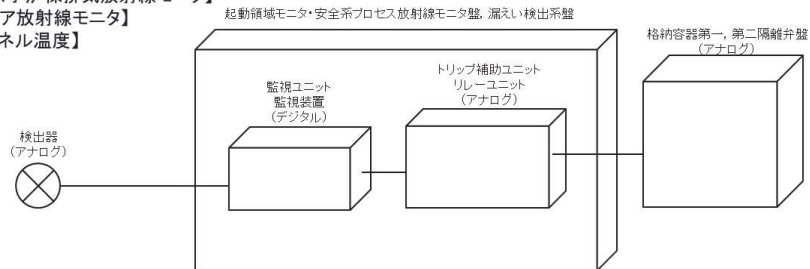 ア放射線モニタ】
ネル温度】
起動領域モニタ・安全系プロセス放射線モニタ盤, 漏えい検出系盤
格納容器第一, 第二隔離弁盤
(アナログ)
トリップ補助ユニット
リレーユニット
(アナログ)
監視ユニット
監視装置
(デジタル)
検出器
(アナログ)